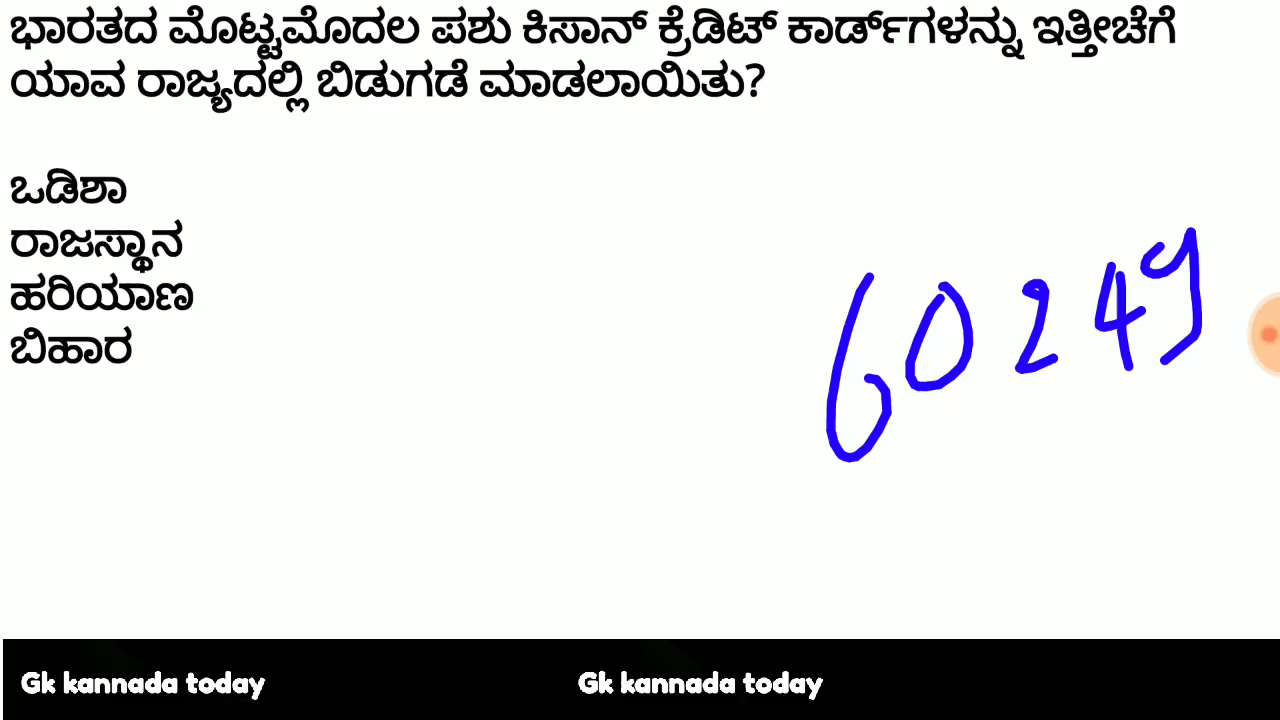 ಭಾರತದ ಮೊಟ್ಟಮೊದಲ ಪಶು ಕಿಸಾನ್ ಕ್ರೆಡಿಟ್ ಕಾರ್ಡ್‌ಗಳನ್ನು ಇತ್ತೀಚೆಗೆ
ಯಾವ ರಾಜ್ಯದಲ್ಲಿ ಬಿಡುಗಡೆ ಮಾಡಲಾಯಿತು?
ಒಡಿಶಾ
ರಾಜಸ್ಥಾನ
ಹರಿಯಾಣ
ಬಿಹಾರ
60249
Gk kannada today Gk kannada today